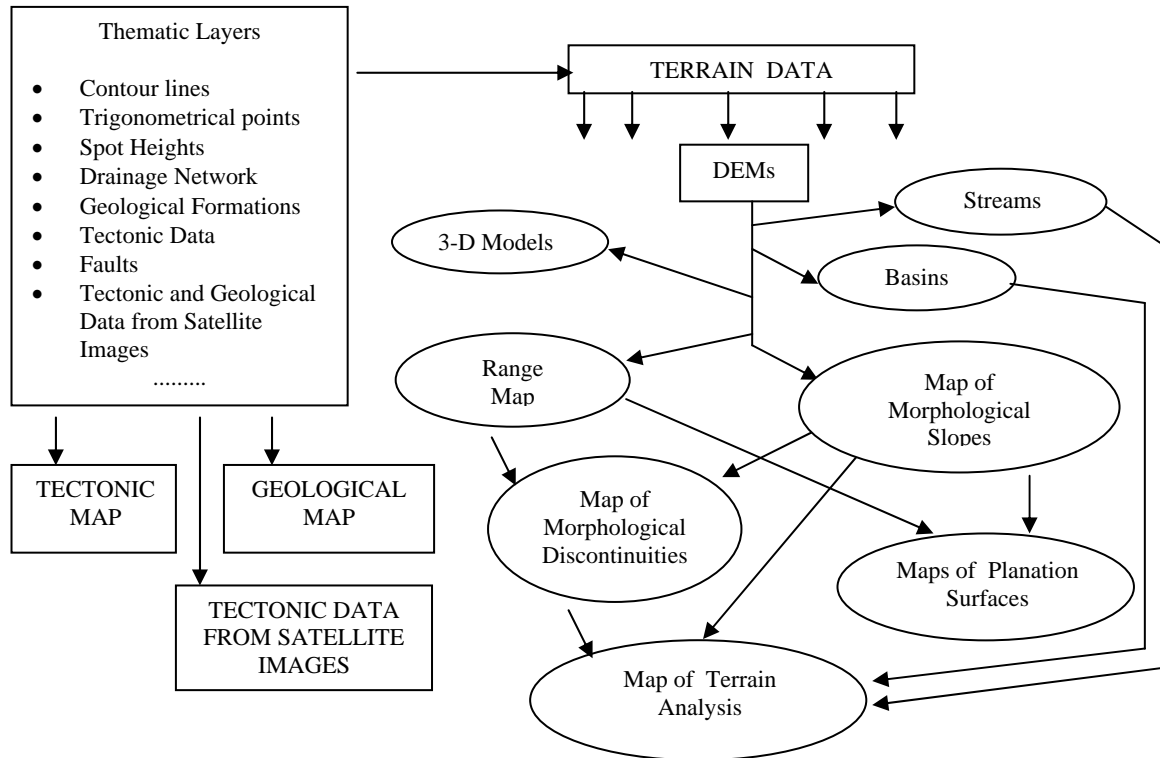 Thematic Layers
• Contour lines
• Trigonometrical points
• Spot Heights
• Drainage Network
• Geological Formations
• Tectonic Data
• Faults
• Tectonic and Geological
Data from Satellite
Images
.........
TERRAIN DATA
DEMs
Streams
3-D Models
Basins
Range
Map
Map of
Morphological
Slopes
TECTONIC
MAP
GEOLOGICAL
MAP
Map of
Morphological
Discontinuities
Maps of Planation
Surfaces
TECTONIC DATA
FROM SATELLITE
IMAGES
Map of Terrain
Analysis